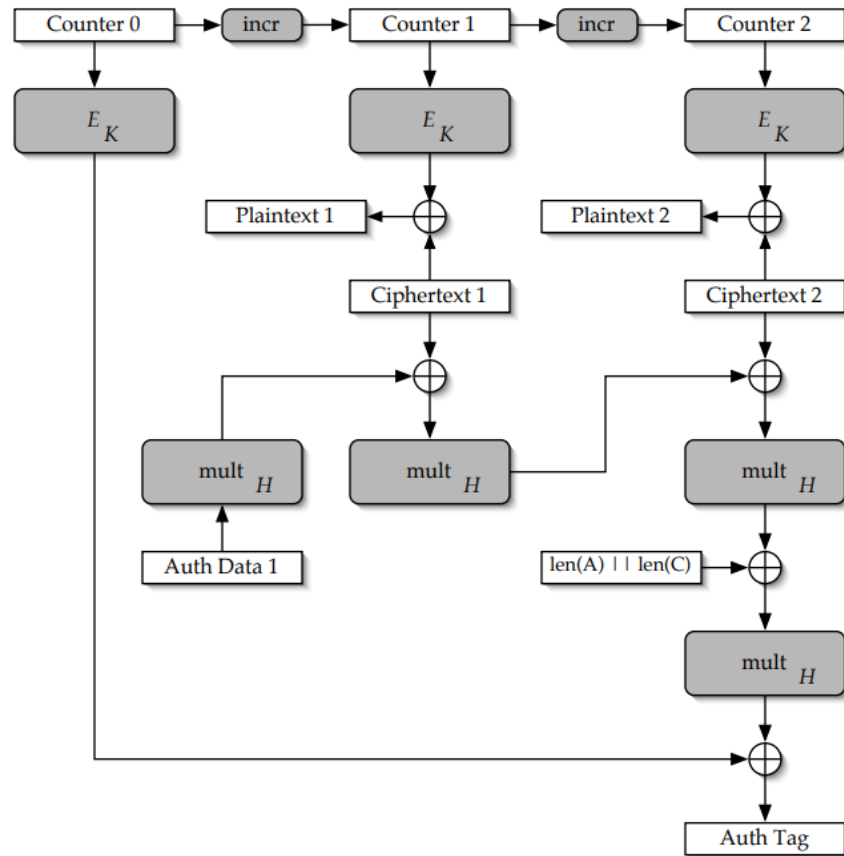 Counter 0
incr
Counter 1
incr
Counter 2
E K
E K
E K
Plaintext 1
Plaintext 2
Ciphertext 1
Ciphertext 2
mult H
mult H
mult H
Auth Data 1
len(A) || len(C)
mult H
Auth Tag